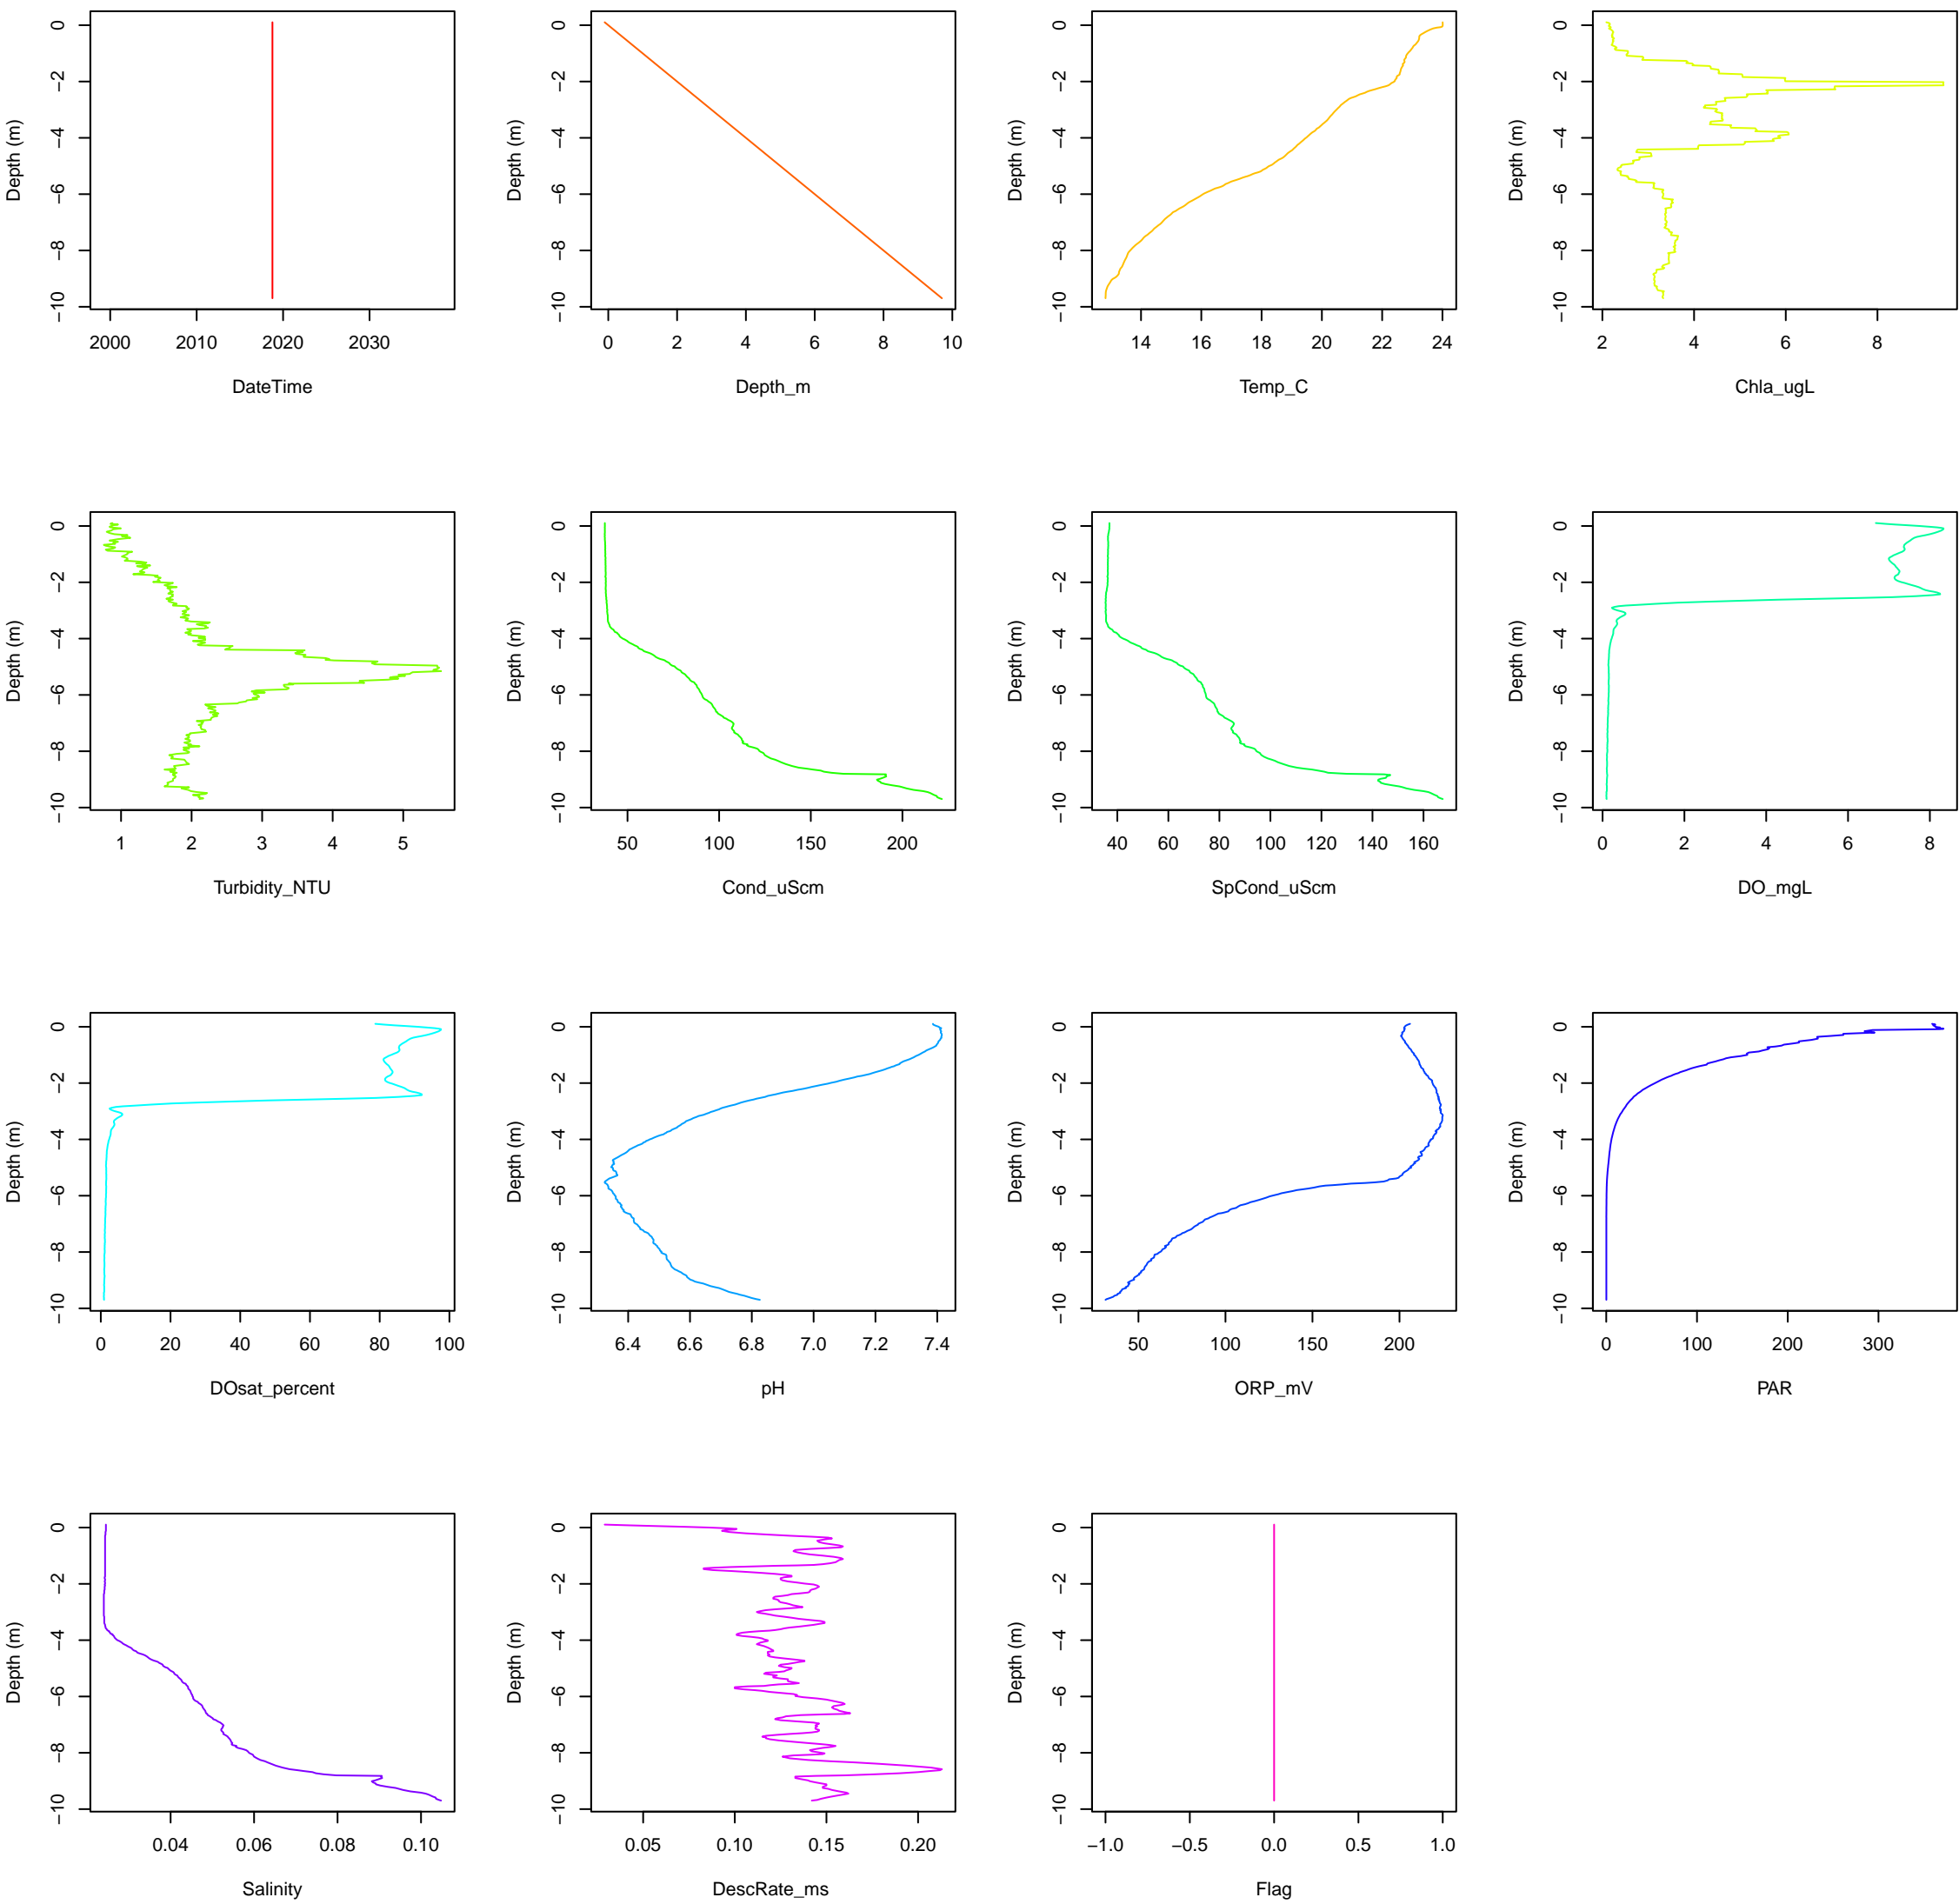 Depth (m)
0
−2
−4
−6
−8
−10
2000 2010 2020 2030
DateTime
Depth (m)
0
−2
−4
−6
−8
−10
0 2 4 6 8 10
Depth_m
Depth (m)
0
−2
−4
−6
−8
−10
14 16 18 20 22 24
Temp_C
Depth (m)
0
−2
−4
−6
−8
−10
2 4 6 8
Chla_ugL
Depth (m)
0
−2
−4
−6
−8
−10
1 2 3 4 5
Turbidity_NTU
Depth (m)
0
−2
−4
−6
−8
−10
50 100 150 200
Cond_uScm
Depth (m)
0
−2
−4
−6
−8
−10
40 60 80 100 120 140 160
SpCond_uScm
Depth (m)
0
−2
−4
−6
−8
−10
0 2 4 6 8
DO_mgL
Depth (m)
0
−2
−4
−6
−8
−10
0 20 40 60 80 100
DOsat_percent
Depth (m)
0
−2
−4
−6
−8
−10
6.4 6.6 6.8 7.0 7.2 7.4
pH
Depth (m)
0
−2
−4
−6
−8
−10
50 100 150 200
ORP_mV
Depth (m)
0
−2
−4
−6
−8
−10
0 100 200 300
PAR
Depth (m)
0
−2
−4
−6
−8
−10
0.04 0.06 0.08 0.10
Salinity
Depth (m)
0
−2
−4
−6
−8
−10
0.05 0.10 0.15 0.20
DescRate_ms
Depth (m)
0
−2
−4
−6
−8
−10
−1.0 −0.5 0.0 0.5 1.0
Flag